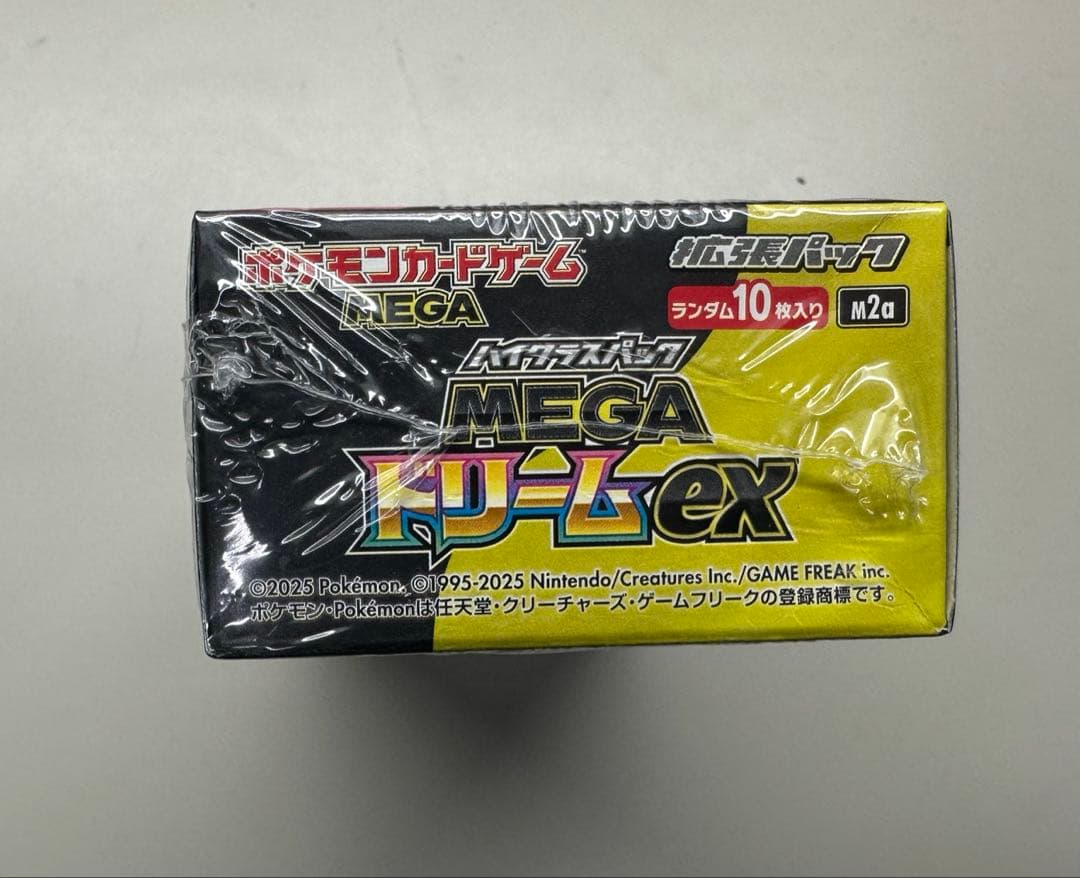 ポケモンカードゲーム
MEGA
拡張パック
ランダム10枚入り M2a
ハイクラスパック
MEGA
ドリームex
©2025 Pokémon. ©1995-2025 Nintendo/Creatures Inc./GAME FREAK inc.
ポケモン・Pokémonは任天堂・クリーチャーズ・ゲームフリークの登録商標です。